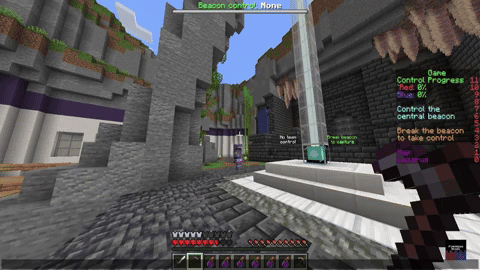 Beacon control None
Game
Control Progress 11
Red: 0%
Blue: 0%
Control the
central beacon
Break the beacon
to take control
No team
control
Break beacon
to capture